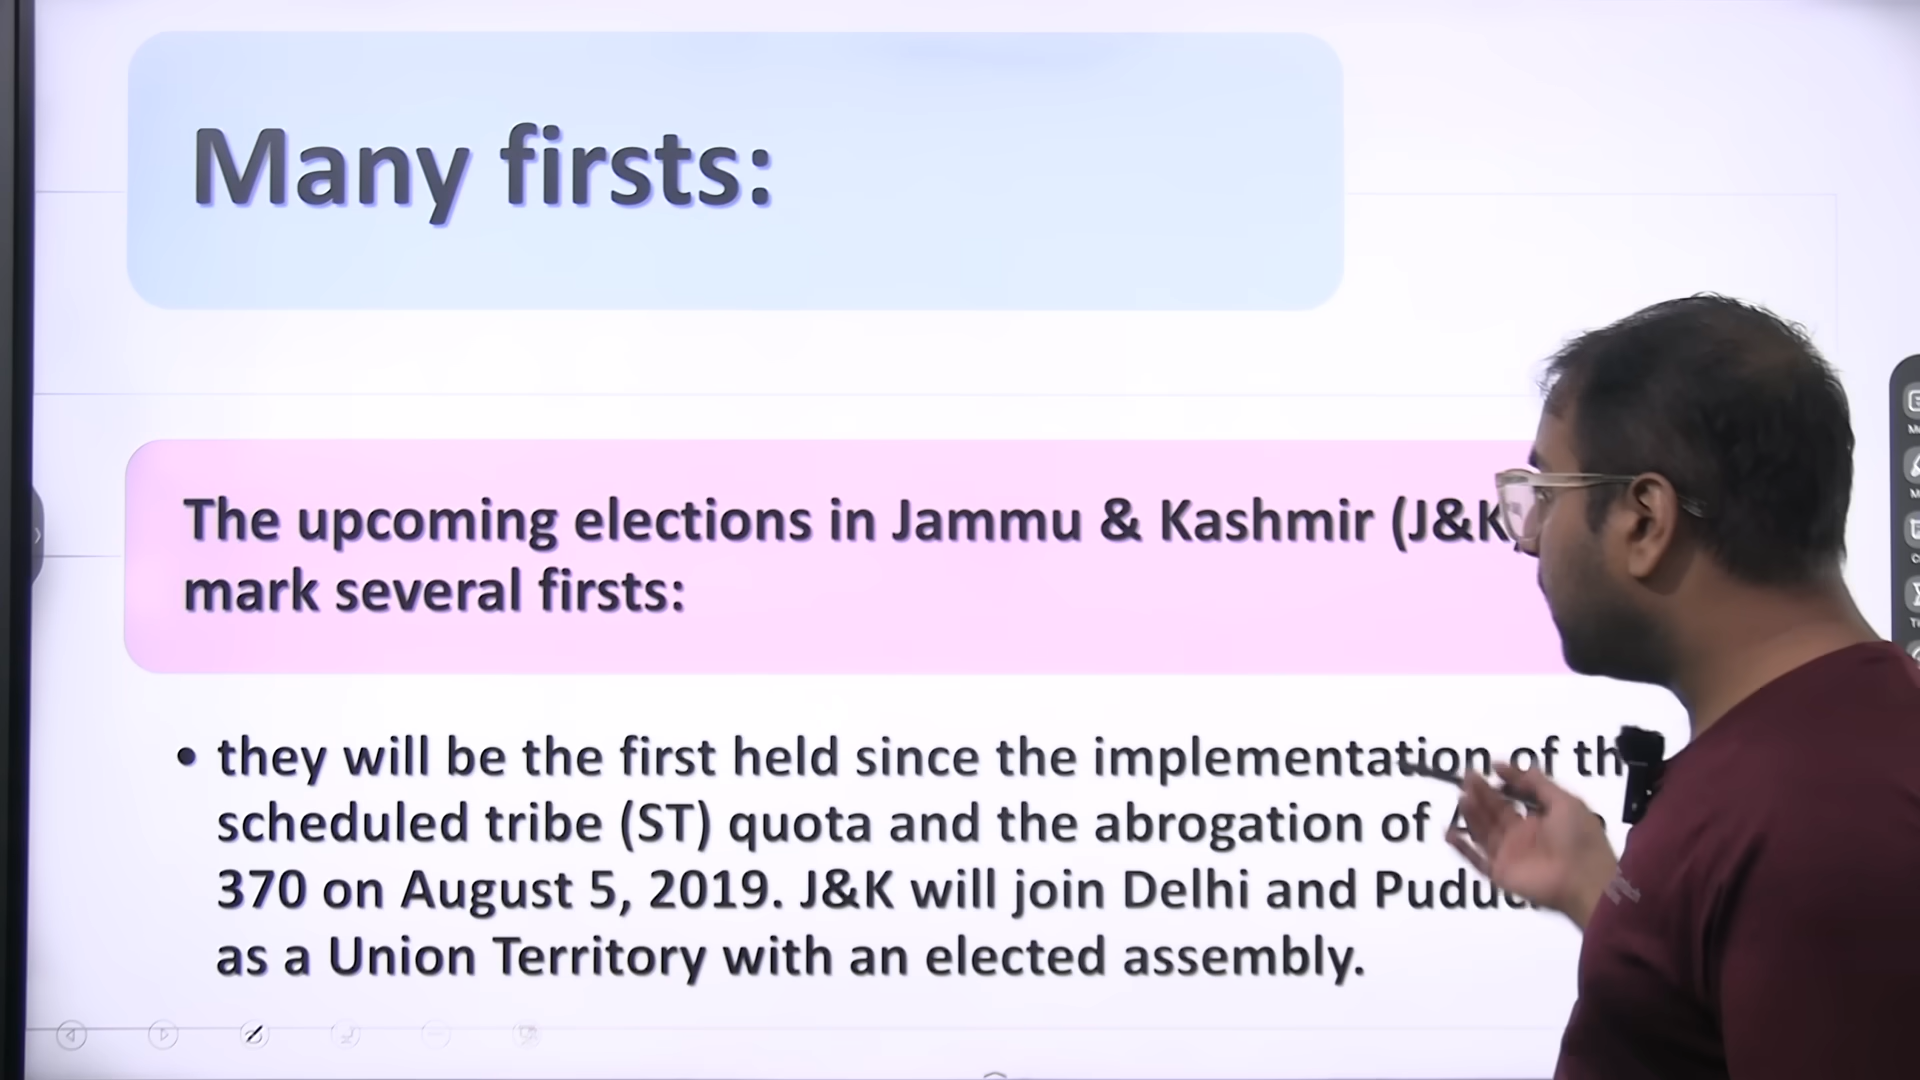 Many firsts:
The upcoming elections in Jammu & Kashmir (J&K)
mark several firsts:
• they will be the first held since the implementation of
scheduled tribe (ST) quota and the abrogation of
370 on August 5, 2019. J&K will join Delhi and
as a Union Territory with an elected assembly.